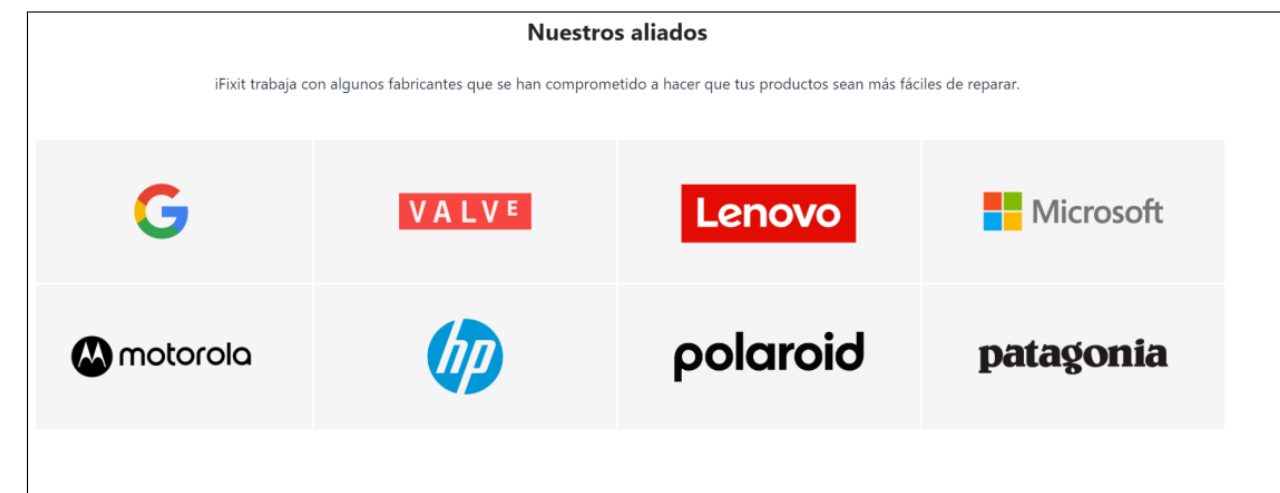 Nuestros aliados
iFixit trabaja con algunos fabricantes que se han comprometido a hacer que tus productos sean más fáciles de reparar.
G
VALVE
Lenovo
Microsoft
motorola
hp
polaroid
patagonia